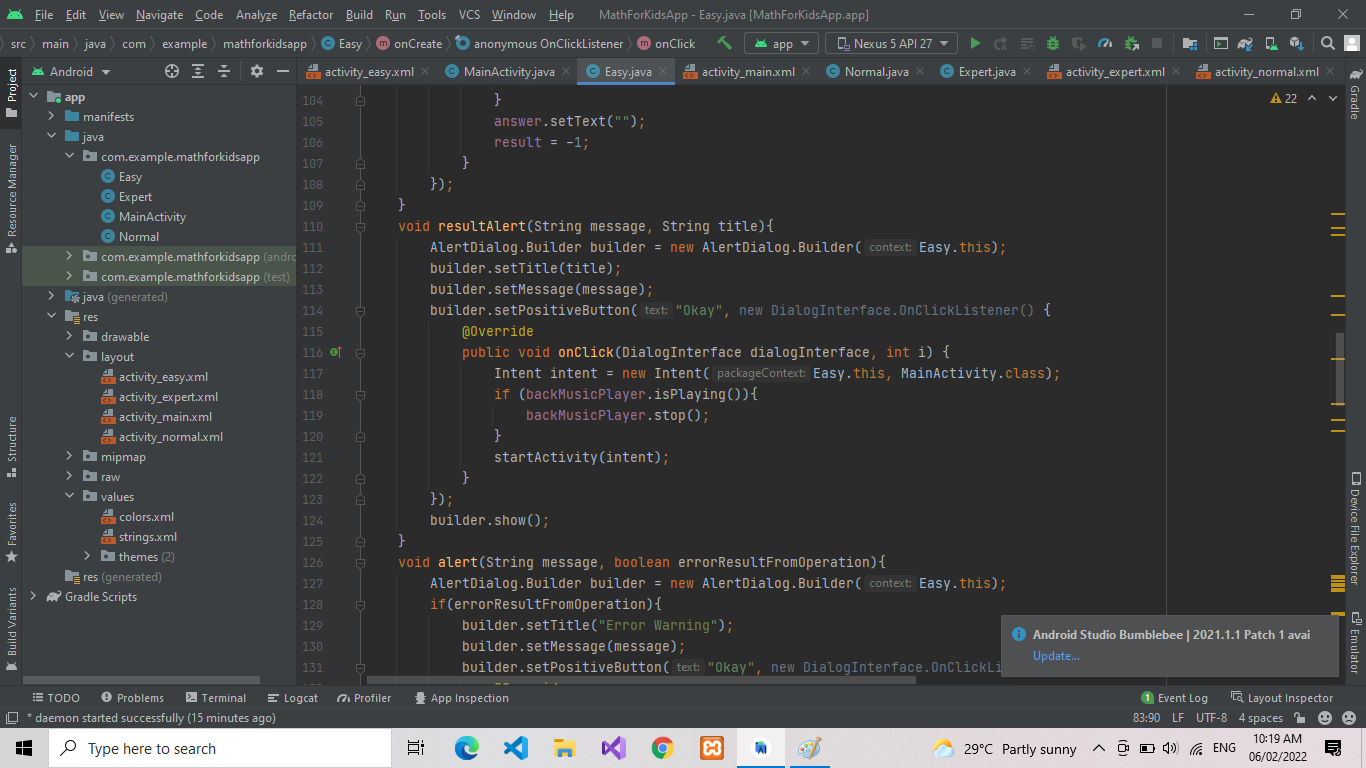 File Edit View Navigate Code Analyze Refactor Build Run Tools VCS Window Help MathForKidsApp - Easy.java [MathForKidsApp.app]
src main java com example mathforkidsapp Easy onCreate anonymous OnClickListener onClick app Nexus 5 API 27
Android activity_easy.xml MainActivity.java Easy.java activity_main.xml Normal.java Expert.java activity_expert.xml activity_normal.xml
Project
Resource Manager
Structure
Favorites
Build Variants
app
manifests
java
com.example.mathforkidsapp
Easy
Expert
MainActivity
Normal
com.example.mathforkidsapp (andro
com.example.mathforkidsapp (test)
java (generated)
res
drawable
layout
activity_easy.xml
activity_expert.xml
activity_main.xml
activity_normal.xml
mipmap
raw
values
colors.xml
strings.xml
themes (2)
res (generated)
Gradle Scripts
22
104 }
105 answer.setText("");
106 result = -1;
107 }
108 });
109 }
110 void resultAlert(String message, String title){
111 AlertDialog.Builder builder = new AlertDialog.Builder( context: Easy.this);
112 builder.setTitle(title);
113 builder.setMessage(message);
114 builder.setPositiveButton( text: "Okay", new DialogInterface.OnClickListener() {
115 @Override
116 public void onClick(DialogInterface dialogInterface, int i) {
117 Intent intent = new Intent( packageContext: Easy.this, MainActivity.class);
118 if (backMusicPlayer.isPlaying()){
119 backMusicPlayer.stop();
120 }
121 startActivity(intent);
122 }
123 });
124 builder.show();
125 }
126 void alert(String message, boolean errorResultFromOperation){
127 AlertDialog.Builder builder = new AlertDialog.Builder( context: Easy.this);
128 if(errorResultFromOperation){
129 builder.setTitle("Error Warning");
130 builder.setMessage(message);
131 builder.setPositiveButton( text: "Okay", new DialogInterface.OnClickLi
Gradle
Device File Explorer
Emulator
Android Studio Bumblebee | 2021.1.1 Patch 1 avai
Update...
TODO Problems Terminal Logcat Profiler App Inspection 1 Event Log Layout Inspector
* daemon started successfully (15 minutes ago) 83:90 LF UTF-8 4 spaces
Type here to search 29°C Partly sunny ENG 10:19 AM
06/02/2022